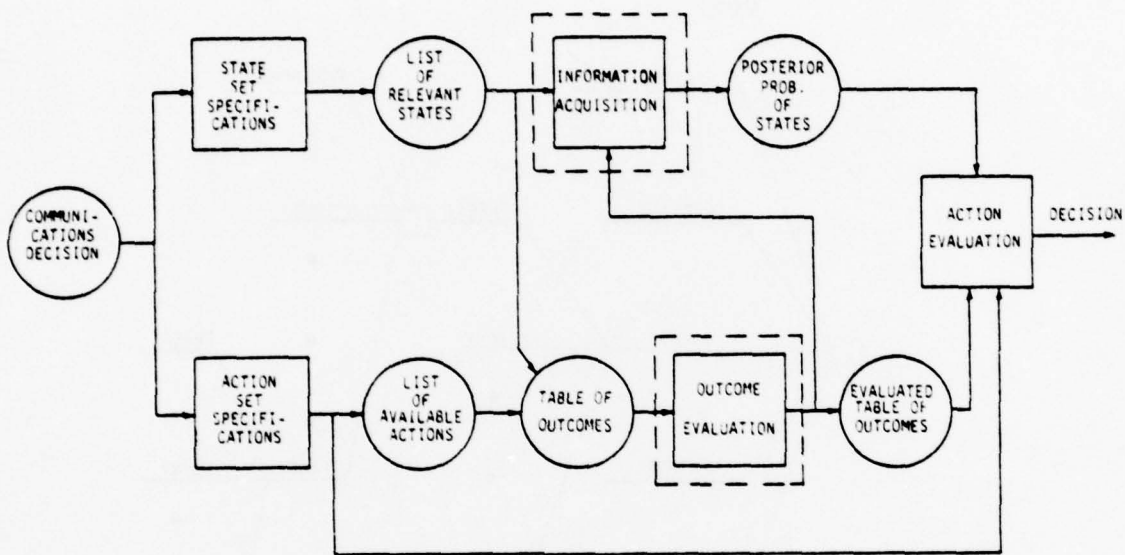 STATE
SET
SPECIFI-
CATIONS
LIST
OF
RELEVANT
STATES
INFORMATION
ACQUISITION
POSTERIOR
PROB.
OF
STATES
COMMUNI-
CATIONS
DECISION
ACTION
EVALUATION
DECISION
ACTION
SET
SPECIFI-
CATIONS
LIST
OF
AVAILABLE
ACTIONS
TABLE OF
OUTCOMES
OUTCOME
EVALUATION
EVALUATED
TABLE OF
OUTCOMES